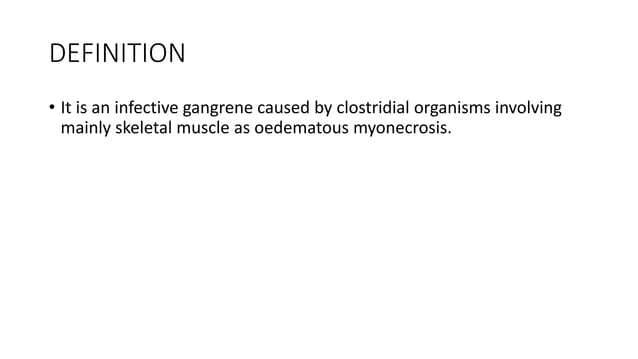 DEFINITION
• It is an infective gangrene caused by clostridial organisms involving
mainly skeletal muscle as oedematous myonecrosis.